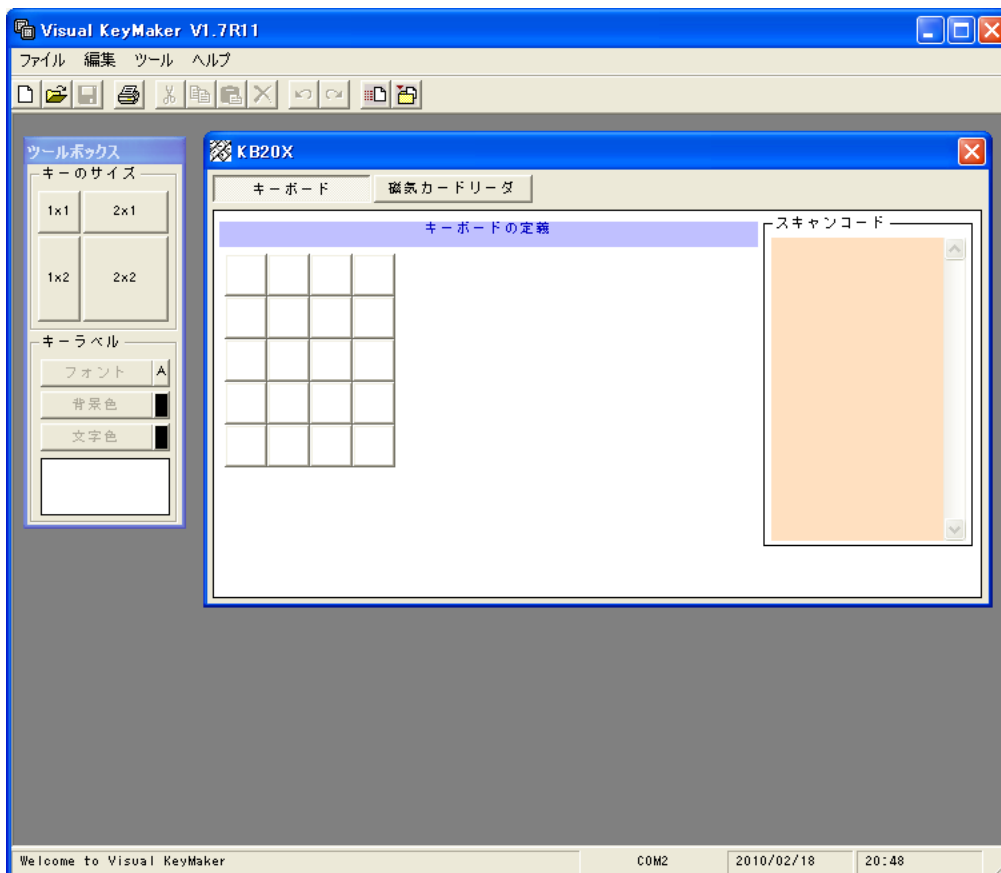 Visual KeyMaker V1.7R11
ファイル 編集 ツール ヘルプ
ツールボックス
キーのサイズ
1x1 2x1
1x2 2x2
キーラベル
フォント A
背景色
文字色
KB20X
キーボード 磁気カードリーダ
キーボードの定義
スキャンコード
Welcome to Visual KeyMaker COM2 2010/02/18 20:48